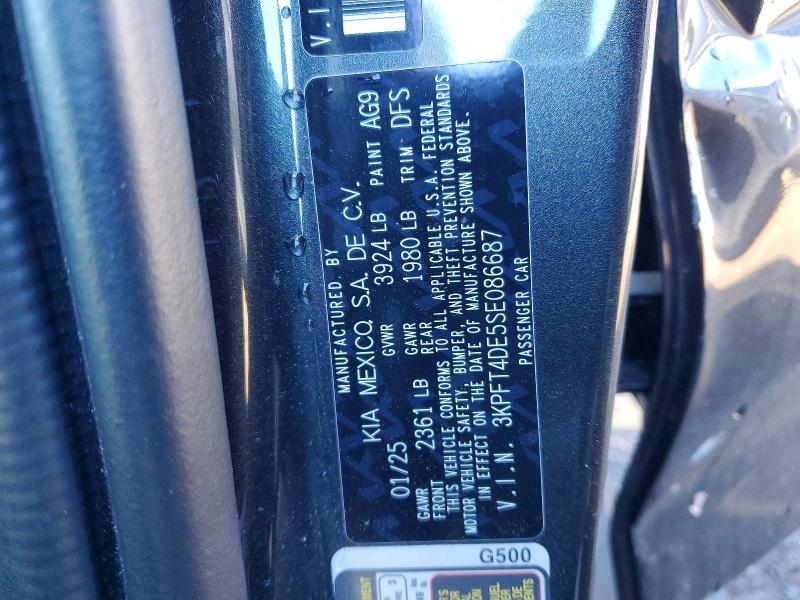 V.I
MANUFACTURED BY
KIA MEXICO, S.A. DE C.V.
01/25 GVWR 3924 LB PAINT AG9
GAWR FRONT 2361 LB GAWR REAR 1980 LB TRIM DFS
THIS VEHICLE CONFORMS TO ALL APPLICABLE U.S.A. FEDERAL
MOTOR VEHICLE SAFETY, BUMPER, AND THEFT PREVENTION STANDARDS
IN EFFECT ON THE DATE OF MANUFACTURE SHOWN ABOVE.
V.I.N. 3KPFT4DE5SE086687
PASSENGER CAR
G500